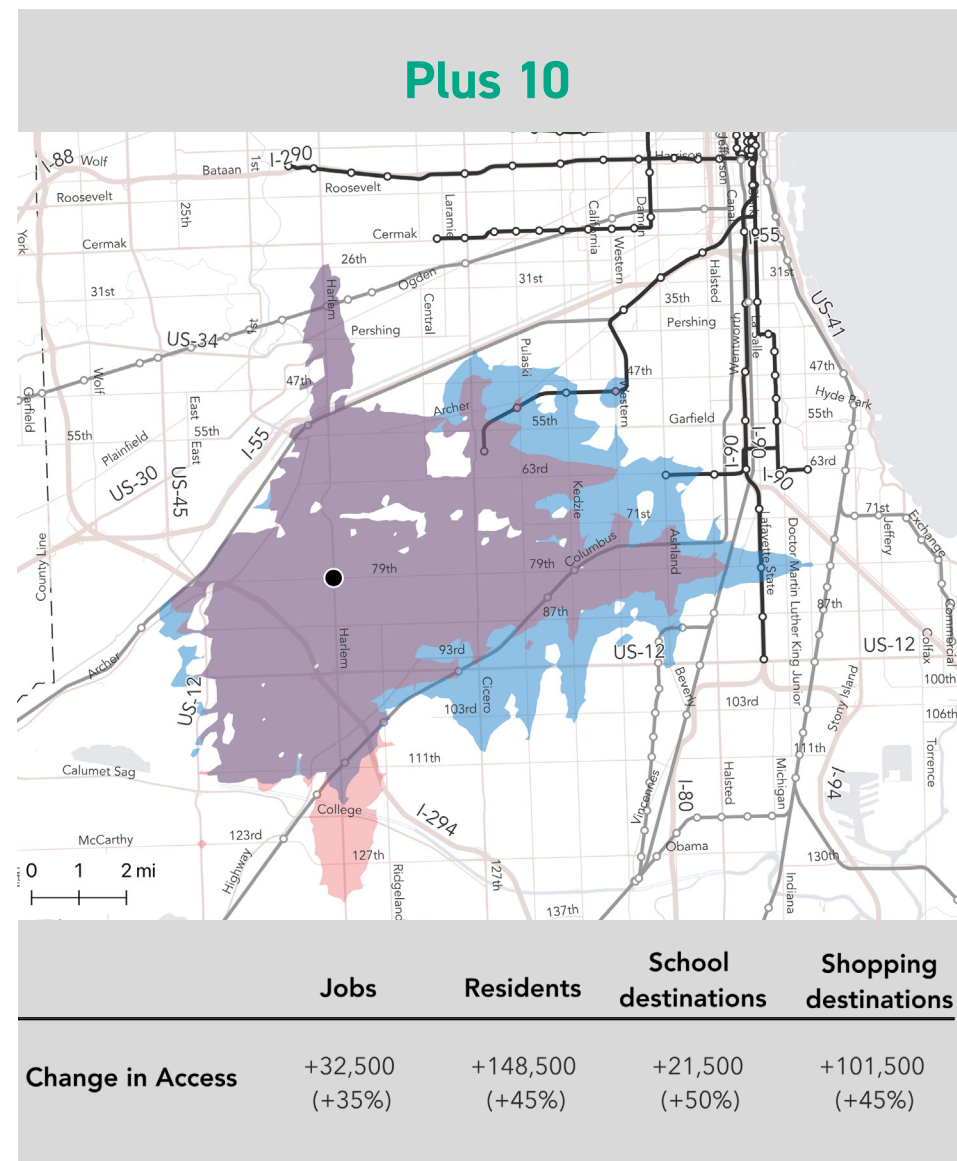 Plus 10
I-88
Wolf
Bataan
1st
I-290
Roosevelt
Harrison
Jefferson
Roosevelt
25th
Laramie
California
Damen
Canal
York
Cermak
Cermak
Western
I-55
26th
Ogden
31st
Halsted
31st
31st
Harlem
Central
35th
US-41
1st
Pershing
Pershing
Wentworth
La Salle
US-34
Pulaski
47th
47th
47th
Wolf
Western
Hyde Park
Garfield
East
Archer
55th
Garfield
55th
55th
Plainfield
55th
East
I-55
I-90
I-90
I-90
US-30
US-45
63rd
63rd
Kedzie
71st
71st
Jeffery
Exchange
Ashland
Lafayette
State
Doctor Martin Luther King Junior
County Line
79th
79th
Columbus
87th
87th
Commercial
Colfax
Harlem
93rd
US-12
US-12
Archer
US-12
Cicero
Beverly
100th
103rd
103rd
Stony Island
106th
111th
111th
Torrence
Calumet Sag
Michigan
Halsted
I-80
I-94
Vincennes
College
I-294
McCarthy
123rd
127th
127th
Obama
130th
Highway
Ridgeland
Indiana
137th
0 1 2 mi
Jobs
Residents
School
destinations
Shopping
destinations
Change in Access
+32,500
+148,500
+21,500
+101,500
(+35%)
(+45%)
(+50%)
(+45%)